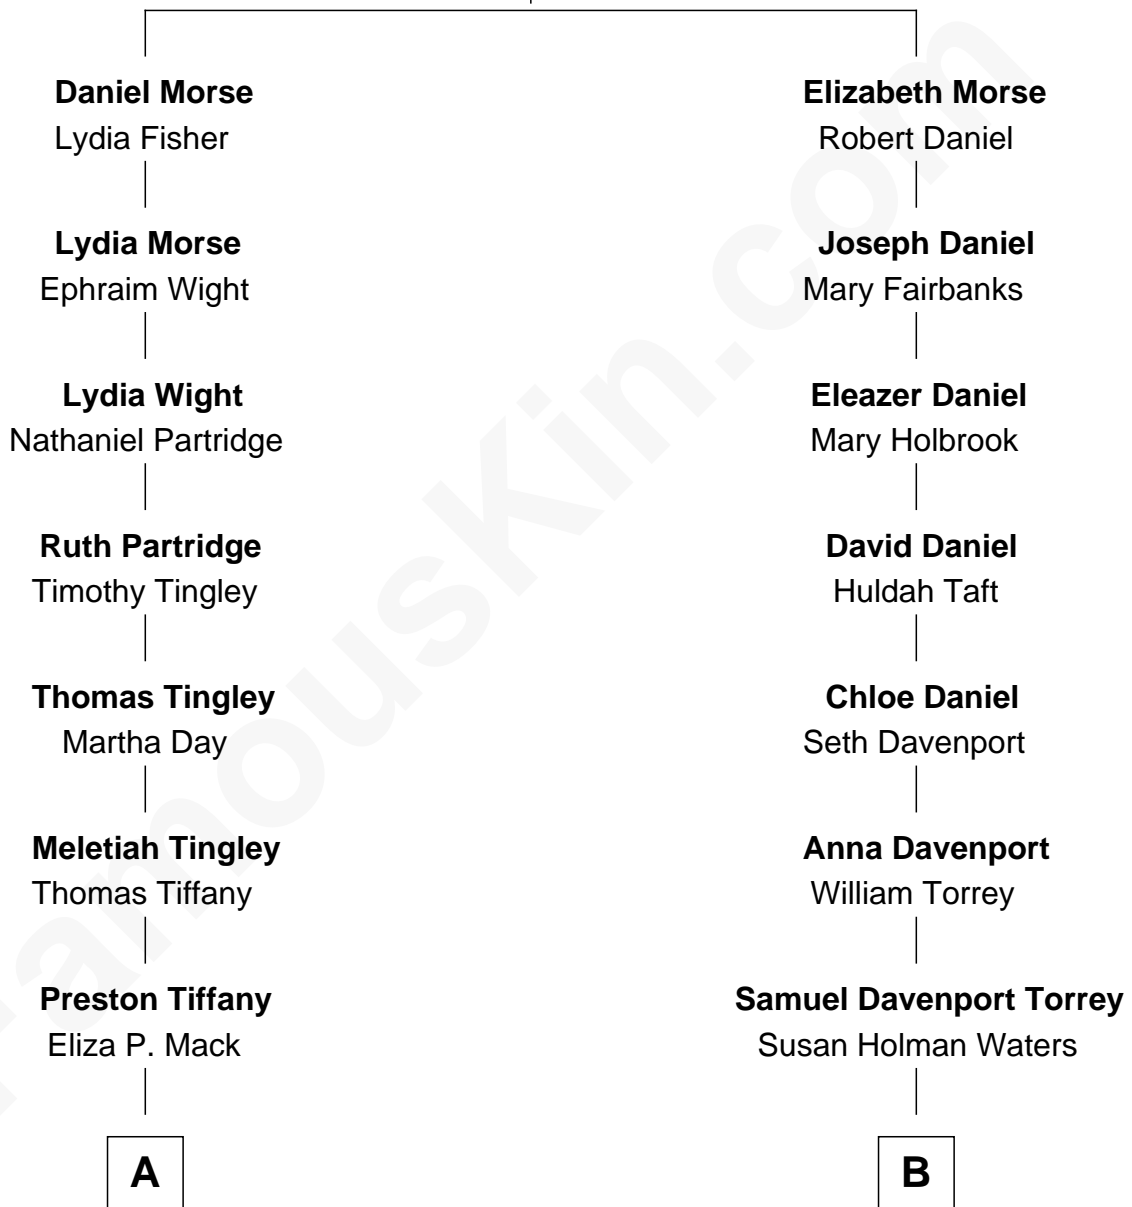 Daniel Morse
Lydia Fisher
Lydia Morse
Ephraim Wight
Lydia Wight
Nathaniel Partridge
Ruth Partridge
Timothy Tingley
Thomas Tingley
Martha Day
Meletiah Tingley
Thomas Tiffany
Preston Tiffany
Eliza P. Mack
A
Elizabeth Morse
Robert Daniel
Joseph Daniel
Mary Fairbanks
Eleazer Daniel
Mary Holbrook
David Daniel
Huldah Taft
Chloe Daniel
Seth Davenport
Anna Davenport
William Torrey
Samuel Davenport Torrey
Susan Holman Waters
B
FamousKin.com